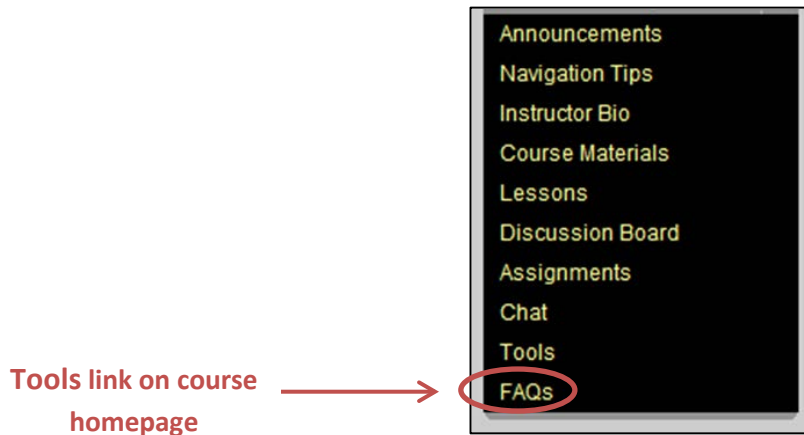 Announcements
Navigation Tips
Instructor Bio
Course Materials
Lessons
Discussion Board
Assignments
Chat
Tools
FAQs
Tools link on course
homepage